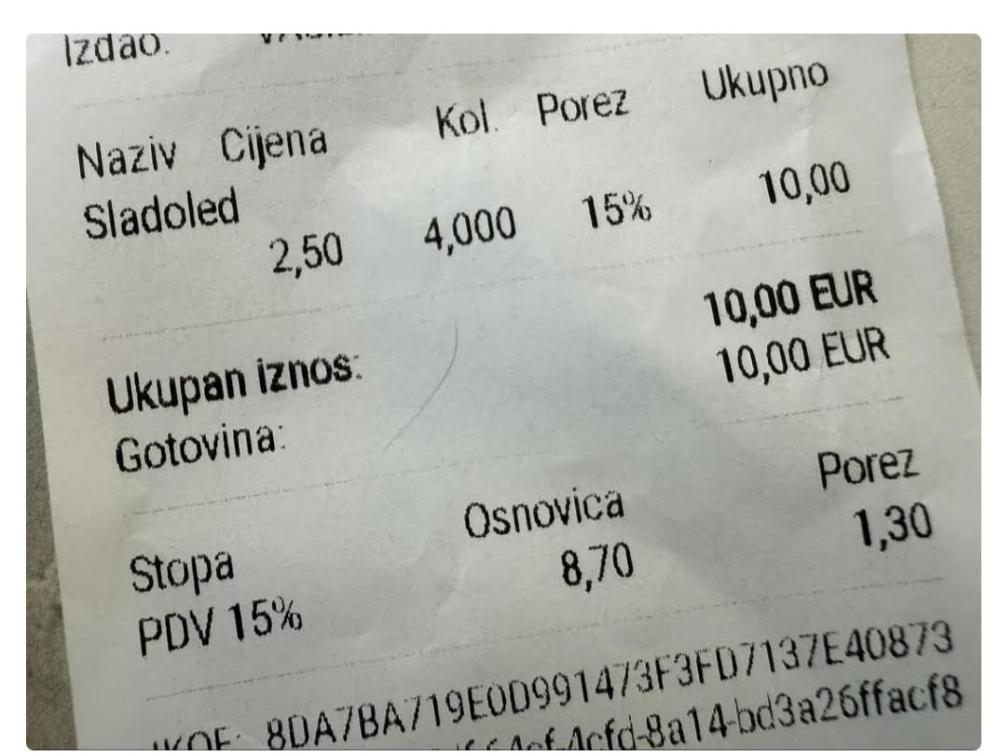 Izdao:
Naziv Cijena Kol. Porez Ukupno
Sladoled
2,50 4,000 15% 10,00
Ukupan iznos: 10,00 EUR
Gotovina: 10,00 EUR
Stopa Osnovica Porez
PDV 15% 8,70 1,30
IKOF: 8DA7BA719E0D991473F3FD7137E40873
-4cfd-8a14-bd3a26ffacf8